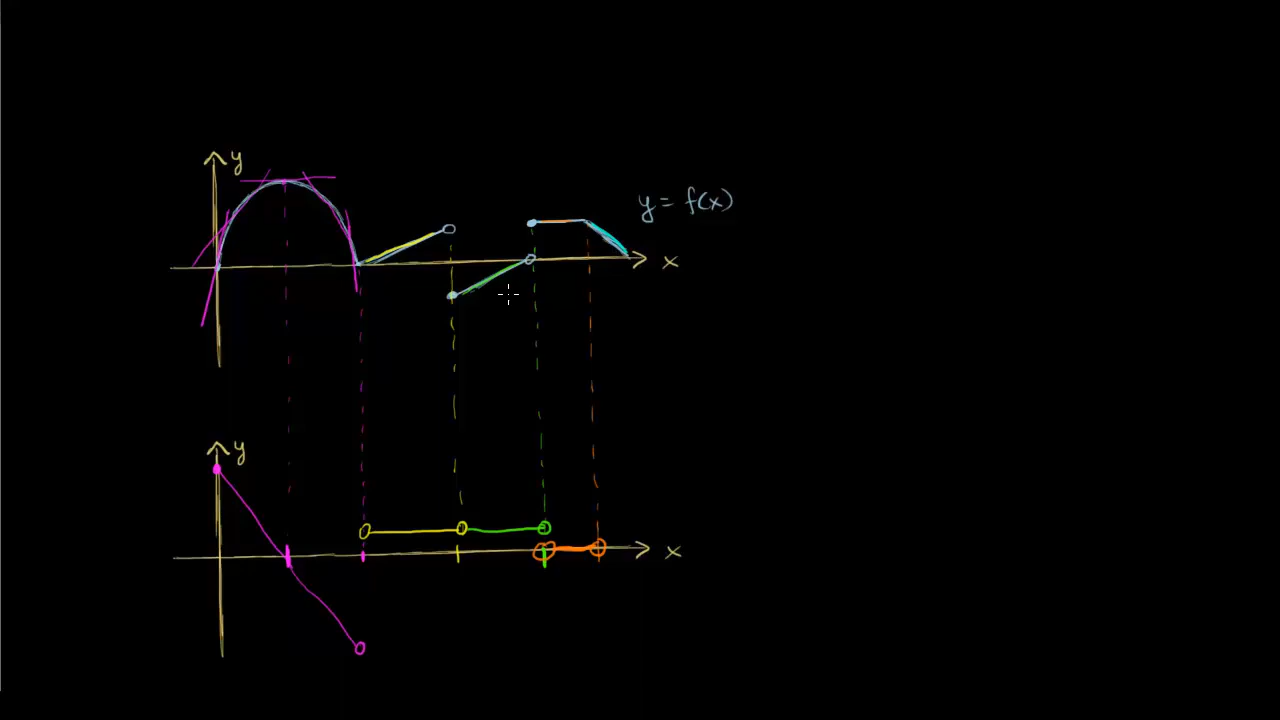 y
y = f(x)
x
y
x